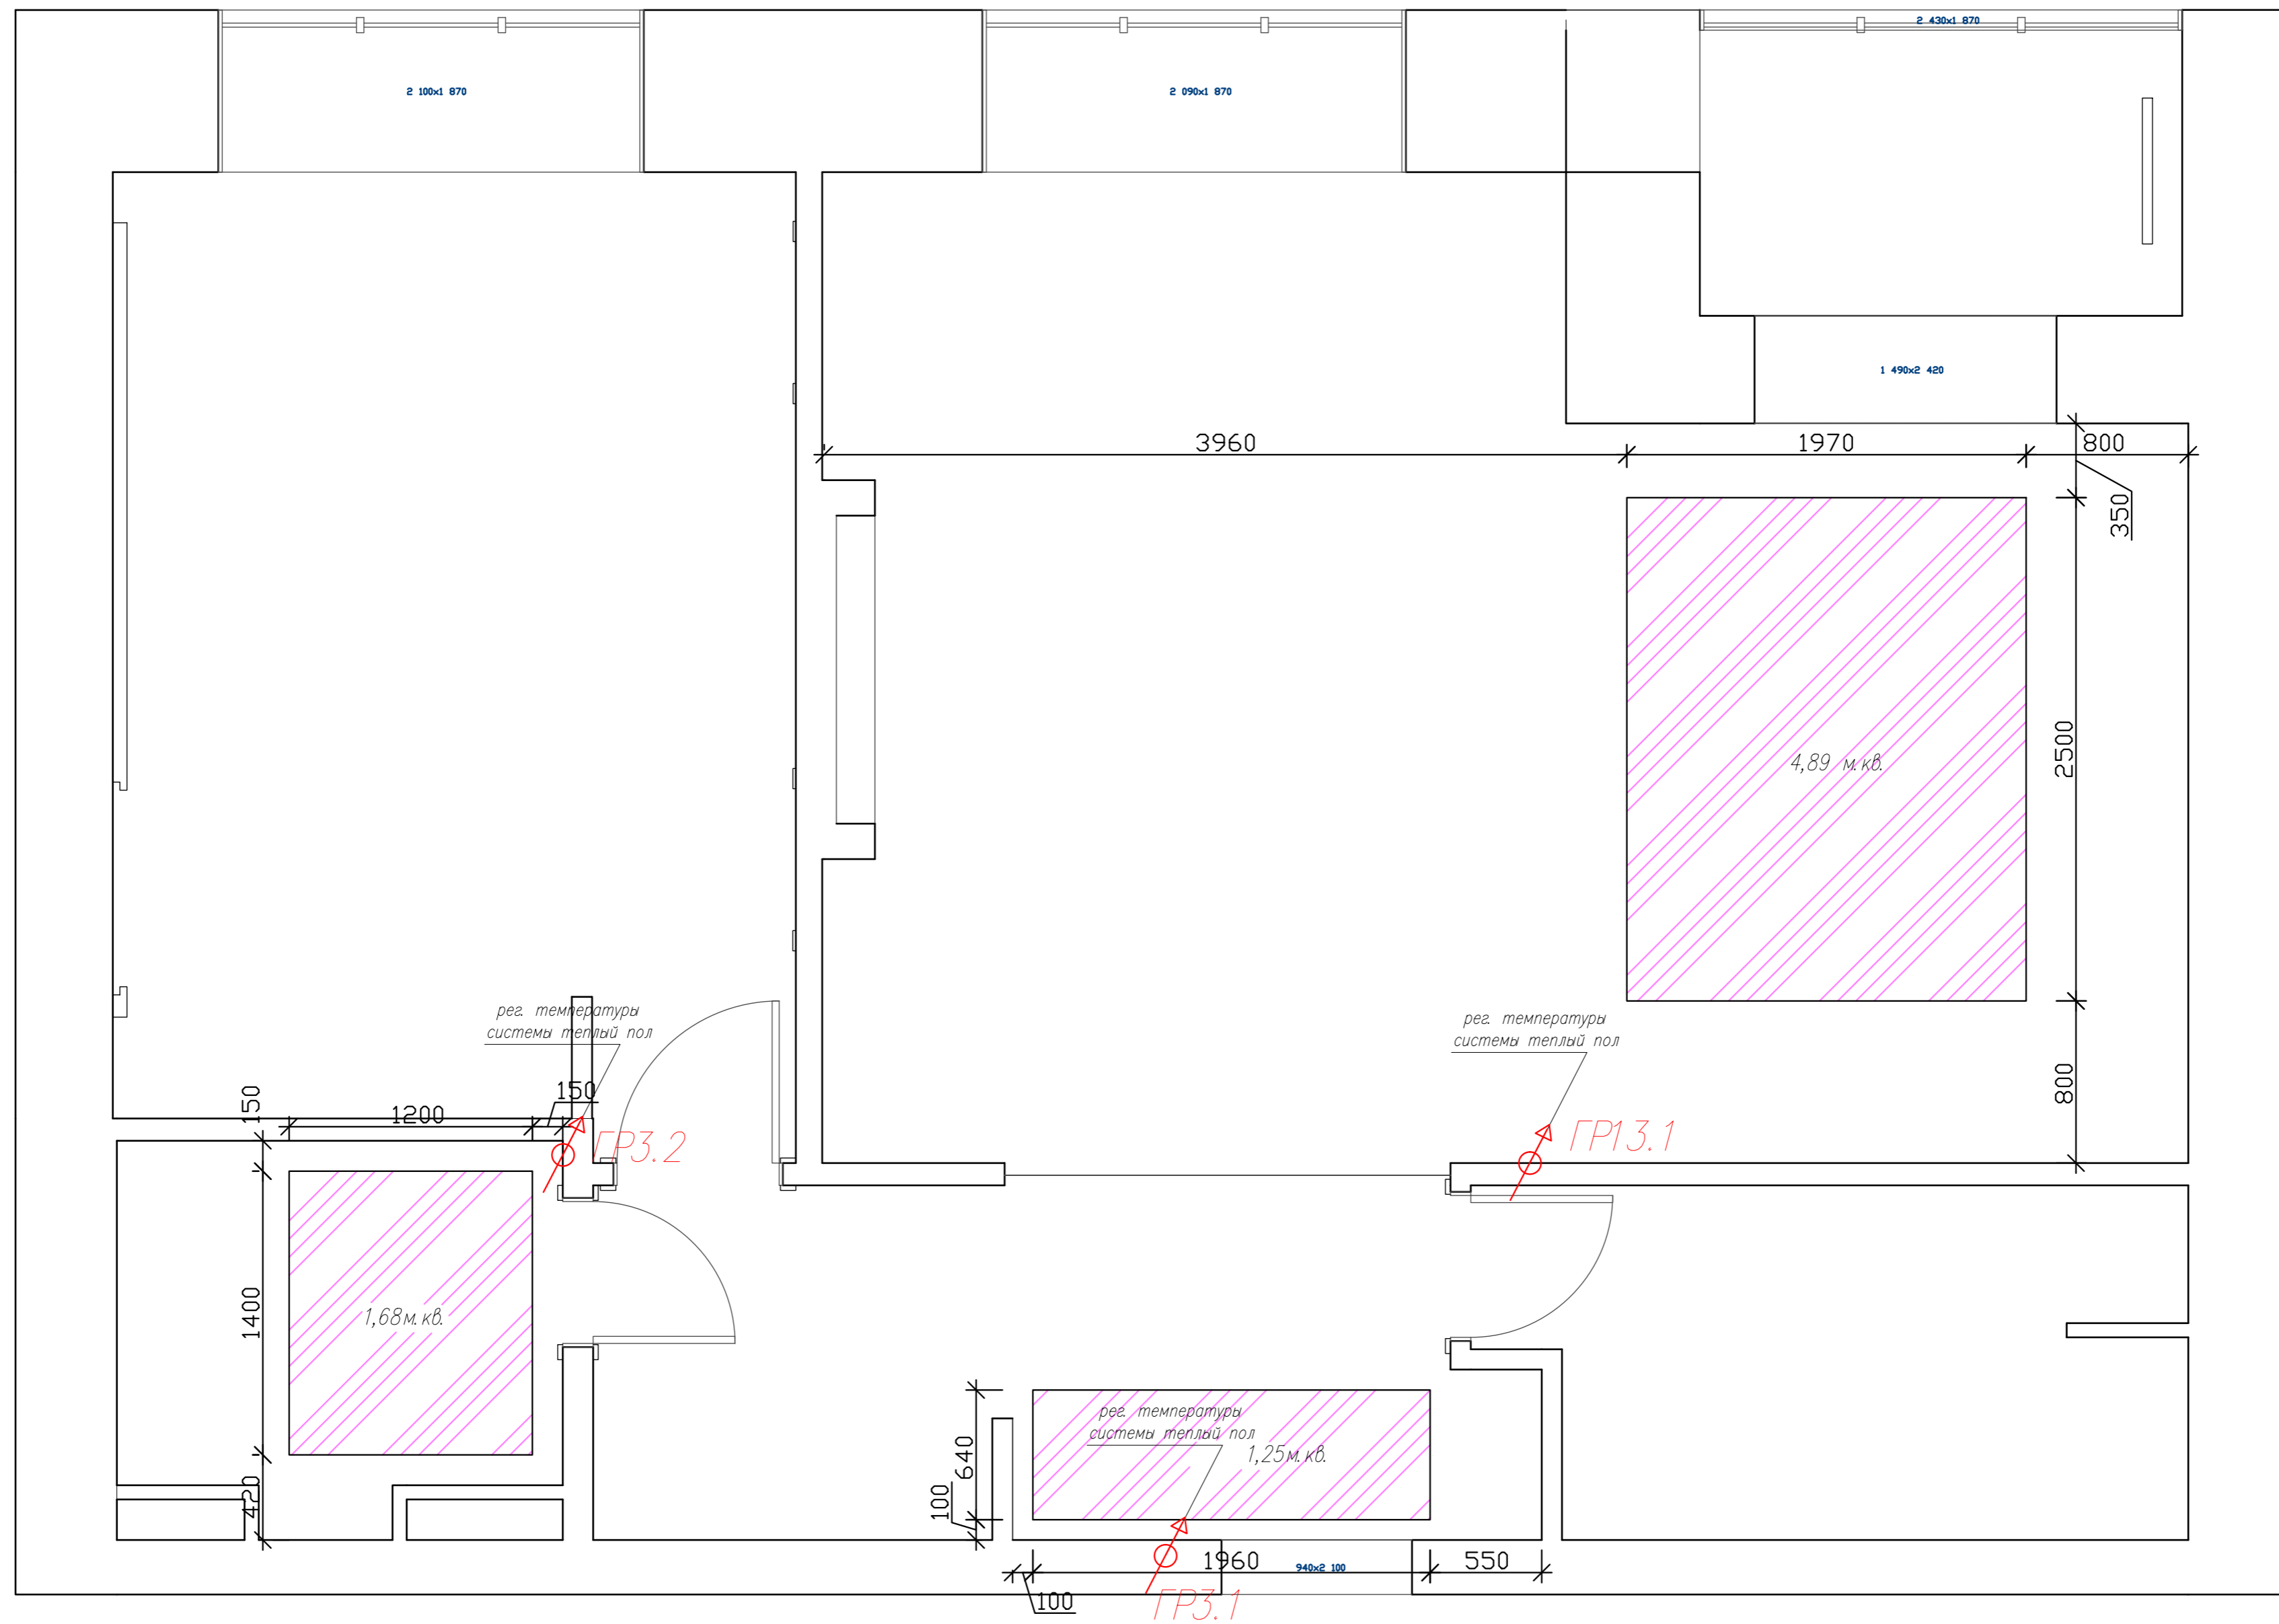 2 430x1 870
2 100x1 870
2 090x1 870
1 490x2 420
3960
1970
800
350
2500
4,89 м.кв.
800
рег. температуры
системы теплый пол
рег. температуры
системы теплый пол
150
150
1200
ГР3.2
ГР13.1
1400
1,68м.кв.
420
640
100
рег. температуры
системы теплый пол
1,25м.кв.
1960
940x2 100
550
100
ГР3.1